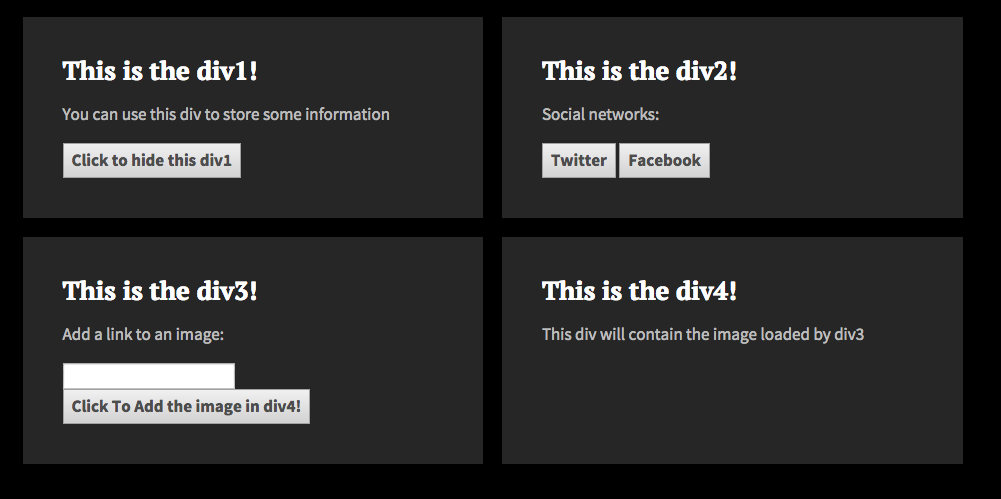 This is the div1!
You can use this div to store some information
Click to hide this div1
This is the div2!
Social networks:
Twitter Facebook
This is the div3!
Add a link to an image:
Click To Add the image in div4!
This is the div4!
This div will contain the image loaded by div3